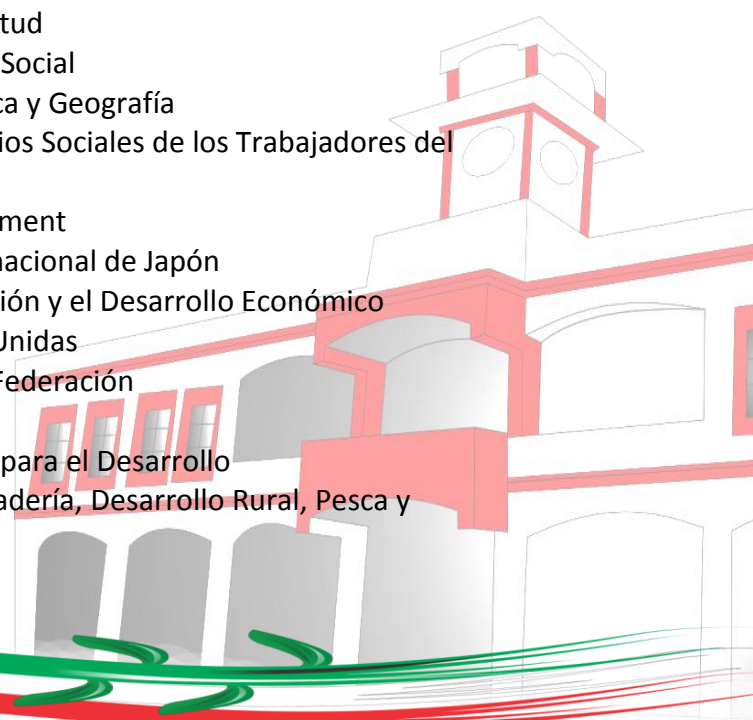 tud
Social
ca y Geografía
ios Sociales de los Trabajadores del
ment
nacional de Japón
ión y el Desarrollo Económico
Unidas
Federación
para el Desarrollo
adería, Desarrollo Rural, Pesca y